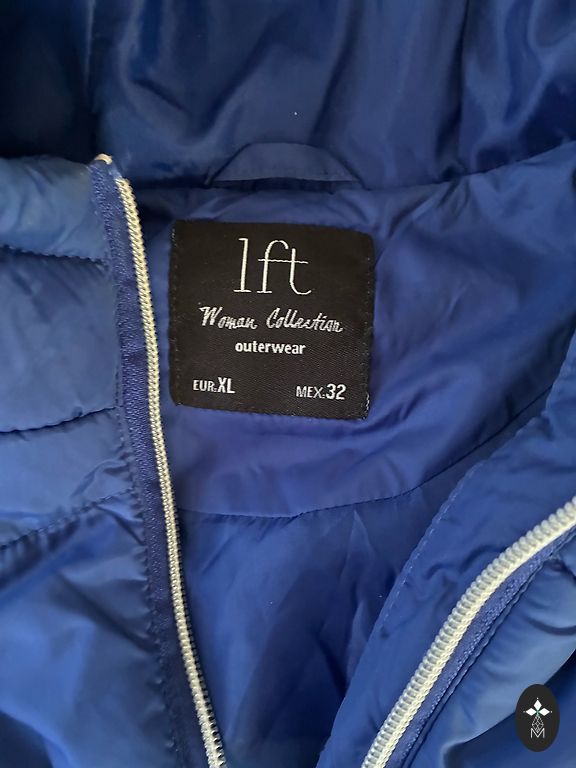 lft
Woman Collection
outerwear
EUR.XL MEX.32
M